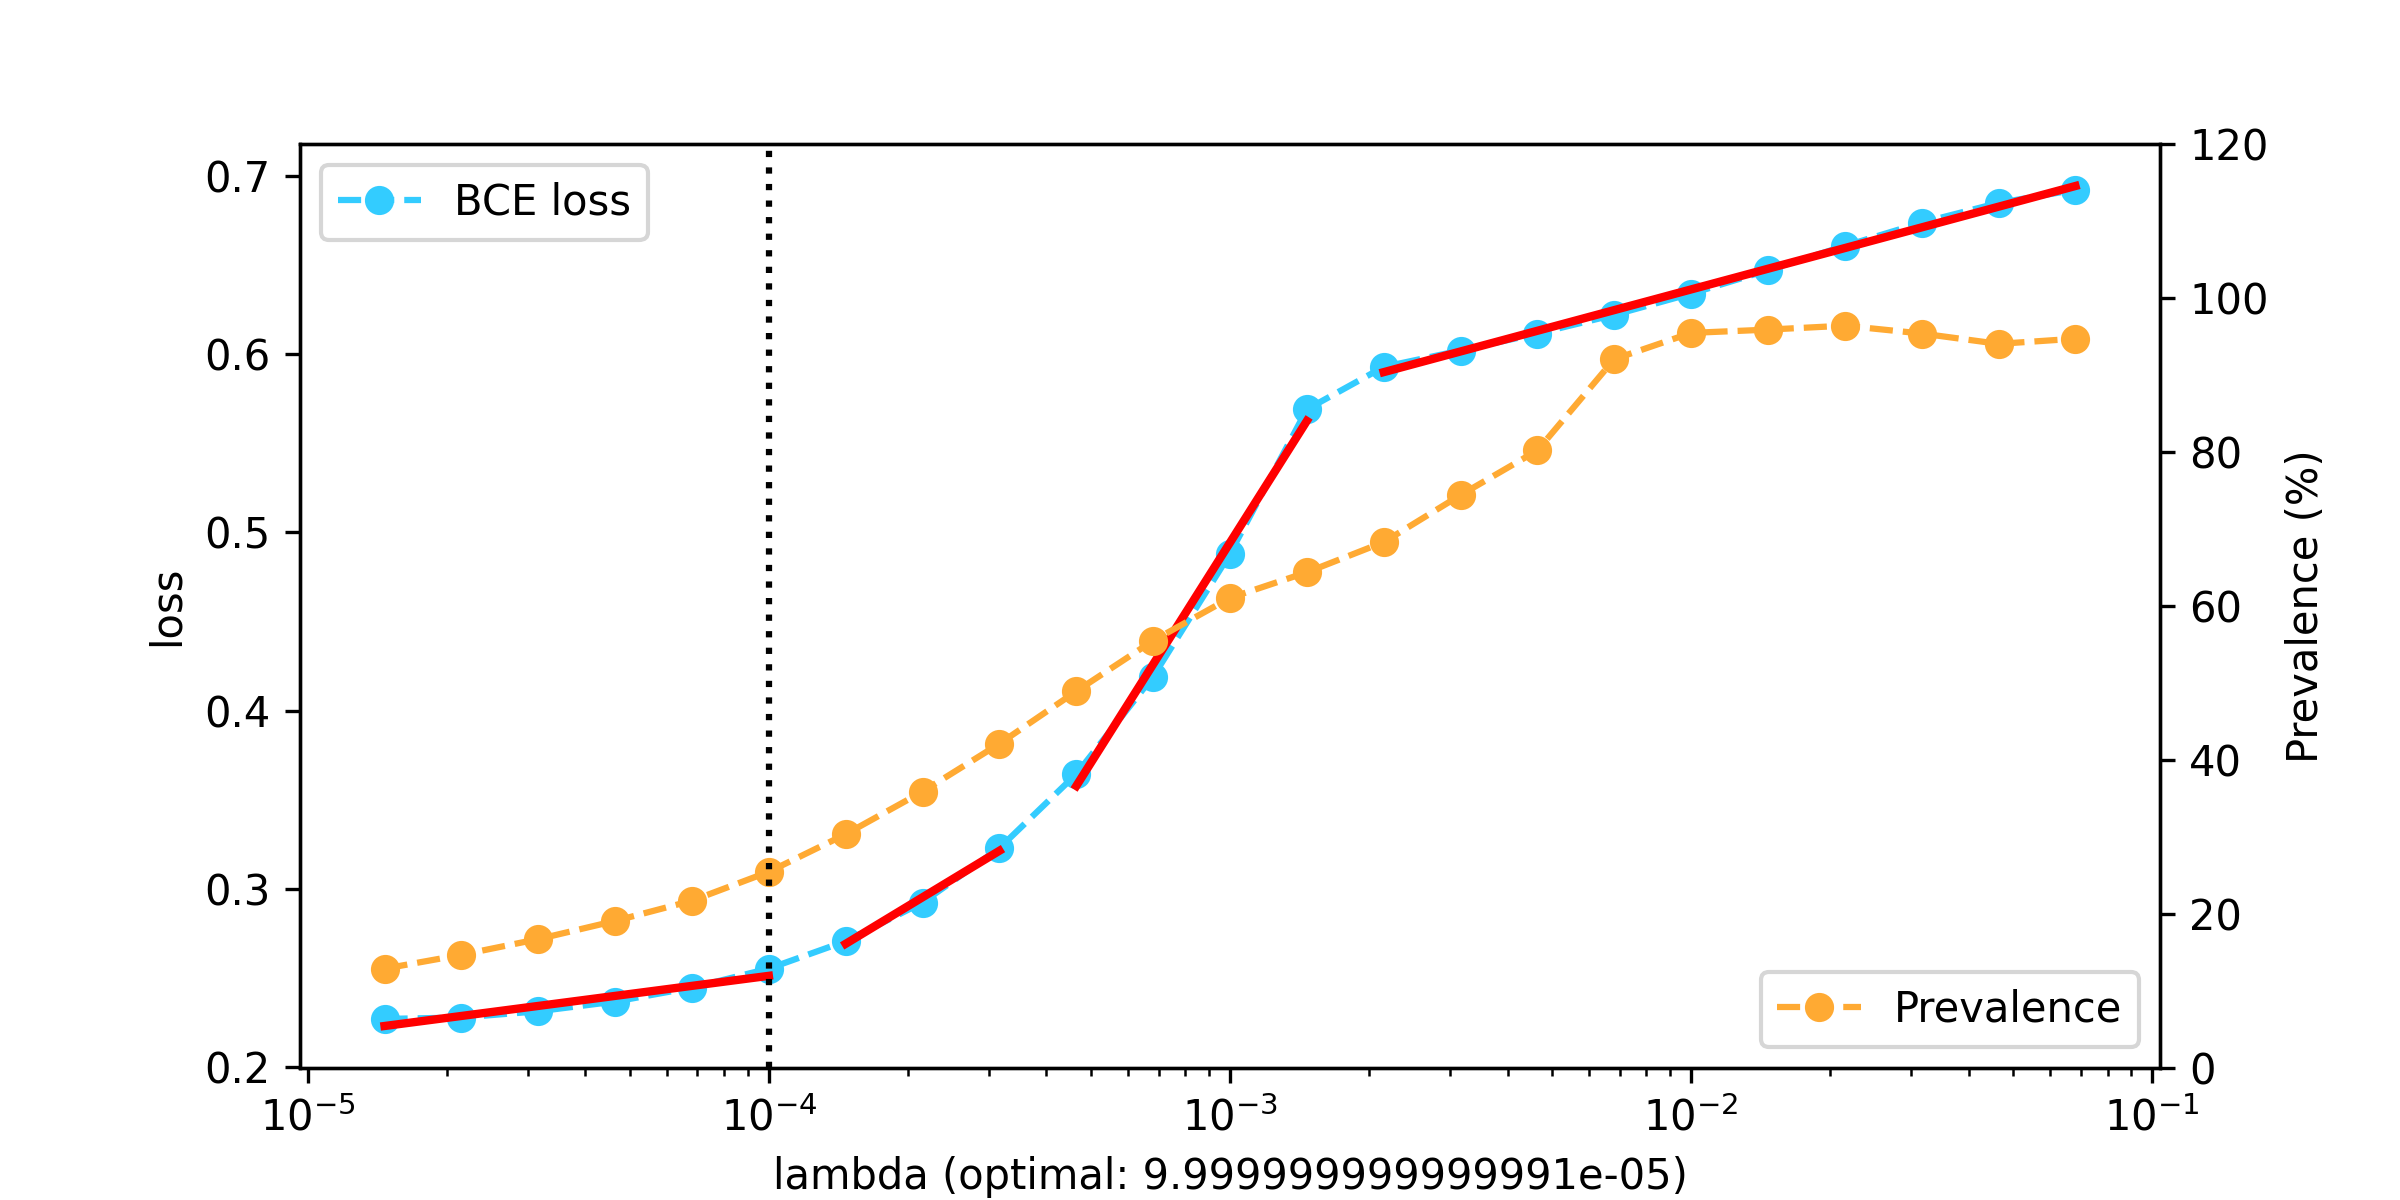 BCE loss
Prevalence
0.7
0.6
0.5
0.4
0.3
0.2
loss
120
100
80
60
40
20
0
Prevalence (%)
10⁻⁵ 10⁻⁴ 10⁻³ 10⁻² 10⁻¹
lambda (optimal: 9.999999999999991e-05)